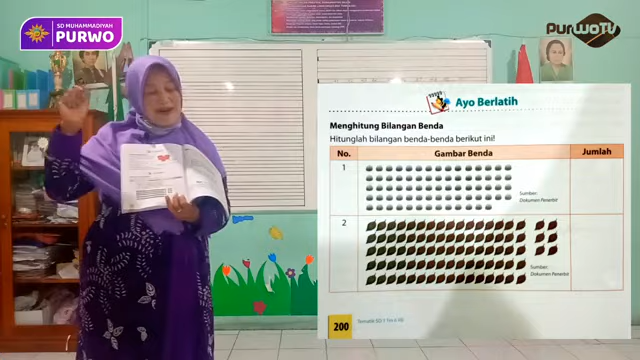 SD MUHAMMADIYAH
PURWO
PURWOTV
Ayo Berlatih
Menghitung Bilangan Benda
Hitunglah bilangan benda-benda berikut ini!
No. Gambar Benda Jumlah
1
Sumber:
Dokumen Penerbit
2
Sumber:
Dokumen Penerbit
200